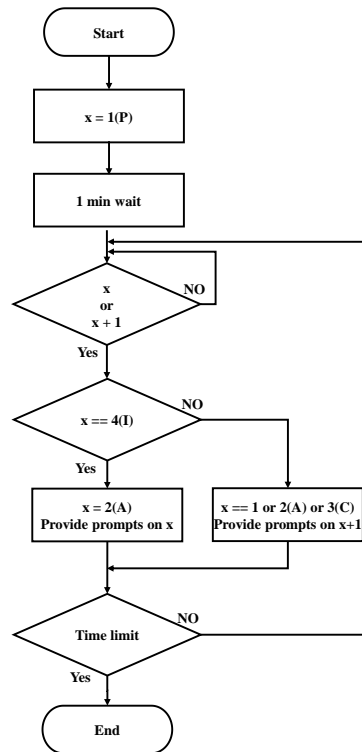 Start
x = 1(P)
1 min wait
x
or
x + 1
NO
Yes
x == 4(I)
NO
Yes
x = 2(A)
Provide prompts on x
x == 1 or 2(A) or 3(C)
Provide prompts on x+1
Time limit
NO
Yes
End